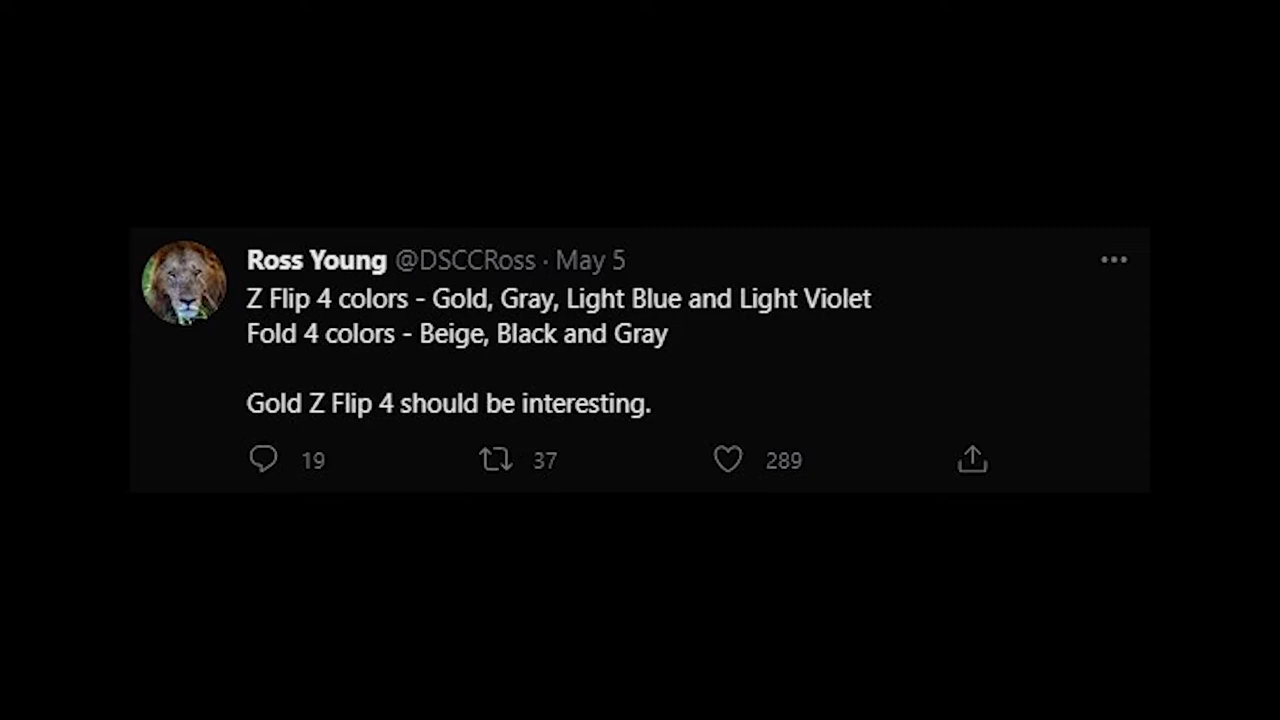 Ross Young @DSCCRoss · May 5
Z Flip 4 colors - Gold, Gray, Light Blue and Light Violet
Fold 4 colors - Beige, Black and Gray
Gold Z Flip 4 should be interesting.
19 37 289